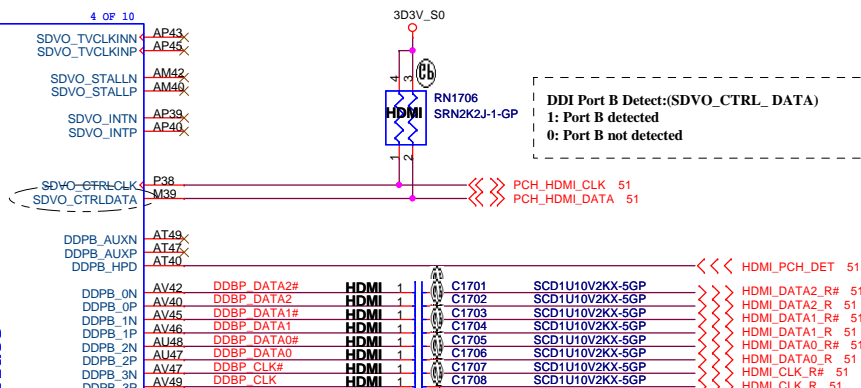 4 OF 10
3D3V_S0
SDVO_TVCLKINN AP43
SDVO_TVCLKINP AP45
SDVO_STALLN AM42
SDVO_STALLP AM40
SDVO_INTN AP39
SDVO_INTP AP40
4 3
RN1706
HDMI SRN2K2J-1-GP
1 2
DDI Port B Detect:(SDVO_CTRL_ DATA)
1: Port B detected
0: Port B not detected
SDVO_CTRLCLK P38 PCH_HDMI_CLK 51
SDVO_CTRLDATA M39 PCH_HDMI_DATA 51
DDPB_AUXN AT49
DDPB_AUXP AT47
DDPB_HPD AT40 HDMI_PCH_DET 51
DDPB_0N AV42 DDBP_DATA2# HDMI 1 C1701 SCD1U10V2KX-5GP HDMI_DATA2_R# 51
DDPB_0P AV40 DDBP_DATA2 HDMI 1 C1702 SCD1U10V2KX-5GP HDMI_DATA2_R 51
DDPB_1N AV45 DDBP_DATA1# HDMI 1 C1703 SCD1U10V2KX-5GP HDMI_DATA1_R# 51
DDPB_1P AV46 DDBP_DATA1 HDMI 1 C1704 SCD1U10V2KX-5GP HDMI_DATA1_R 51
DDPB_2N AU48 DDBP_DATA0# HDMI 1 C1705 SCD1U10V2KX-5GP HDMI_DATA0_R# 51
DDPB_2P AU47 DDBP_DATA0 HDMI 1 C1706 SCD1U10V2KX-5GP HDMI_DATA0_R 51
DDPB_3N AV47 DDBP_CLK# HDMI 1 C1707 SCD1U10V2KX-5GP HDMI_CLK_R# 51
DDPB_3P AV49 DDBP_CLK HDMI 1 C1708 SCD1U10V2KX-5GP HDMI_CLK_R 51